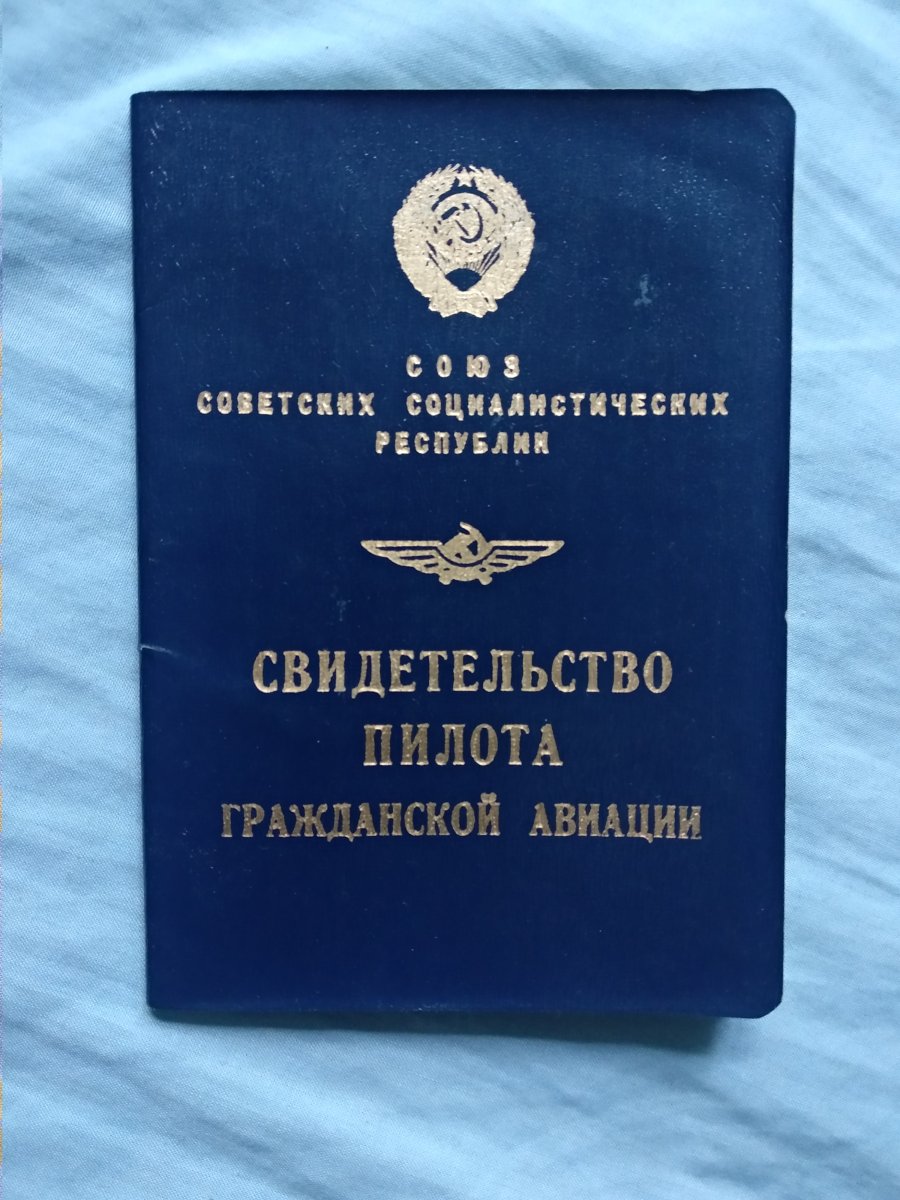 СОЮЗ
СОВЕТСКИХ СОЦИАЛИСТИЧЕСКИХ
РЕСПУБЛИК
СВИДЕТЕЛЬСТВО
ПИЛОТА
ГРАЖДАНСКОЙ АВИАЦИИ